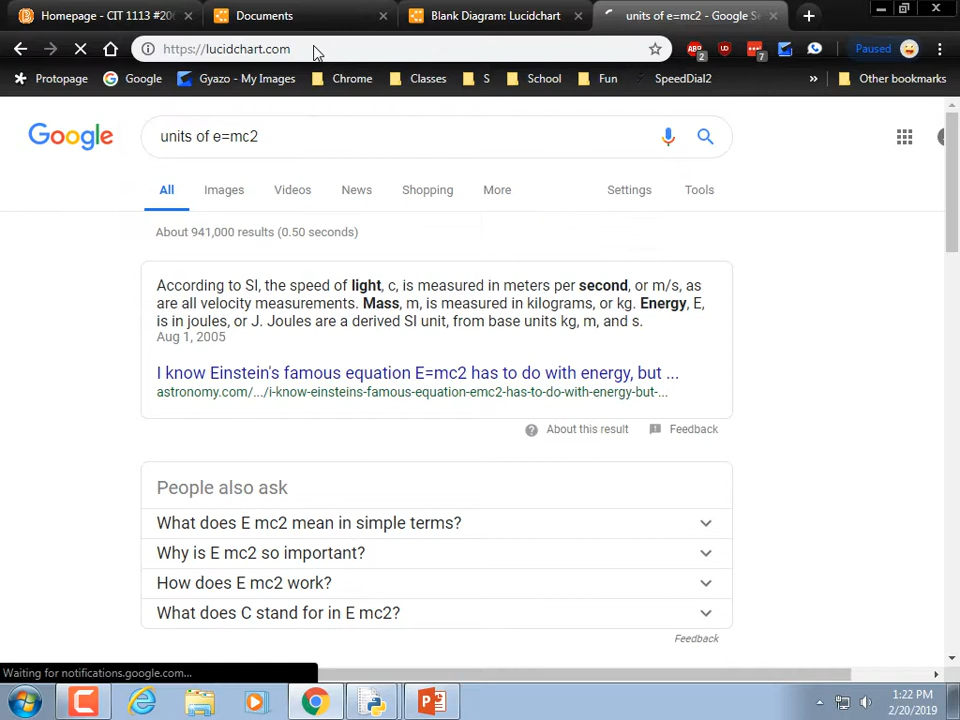 Homepage - CIT 1113 #20
Documents
Blank Diagram: Lucidchart
units of e=mc2 - Google Se
https://lucidchart.com
ABP
2
7
Paused
Protopage
Google
Gyazo - My Images
Chrome
Classes
S
School
Fun
SpeedDial2
»
Other bookmarks
Google
units of e=mc2
All
Images
Videos
News
Shopping
More
Settings
Tools
About 941,000 results (0.50 seconds)
According to SI, the speed of light, c, is measured in meters per second, or m/s, as
are all velocity measurements. Mass, m, is measured in kilograms, or kg. Energy, E,
is in joules, or J. Joules are a derived SI unit, from base units kg, m, and s.
Aug 1, 2005
I know Einstein's famous equation E=mc2 has to do with energy, but ...
astronomy.com/.../i-know-einsteins-famous-equation-emc2-has-to-do-with-energy-but-...
About this result
Feedback
People also ask
What does E mc2 mean in simple terms?
Why is E mc2 so important?
How does E mc2 work?
What does C stand for in E mc2?
Feedback
Waiting for notifications.google.com...
1:22 PM
2/20/2019